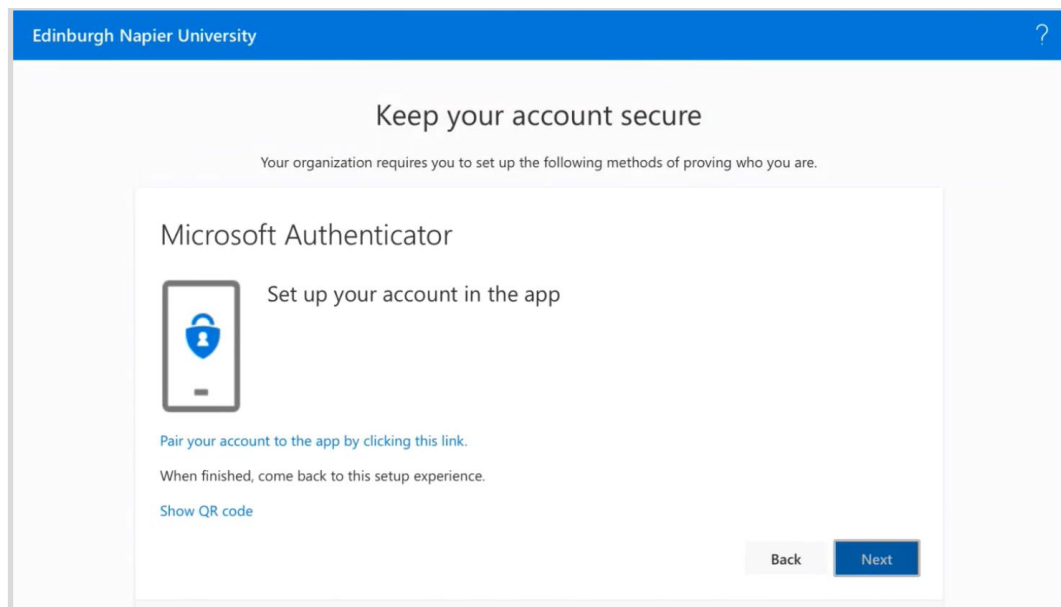 Edinburgh Napier University
?
Keep your account secure
Your organization requires you to set up the following methods of proving who you are.
Microsoft Authenticator
Set up your account in the app
Pair your account to the app by clicking this link.
When finished, come back to this setup experience.
Show QR code
Back Next